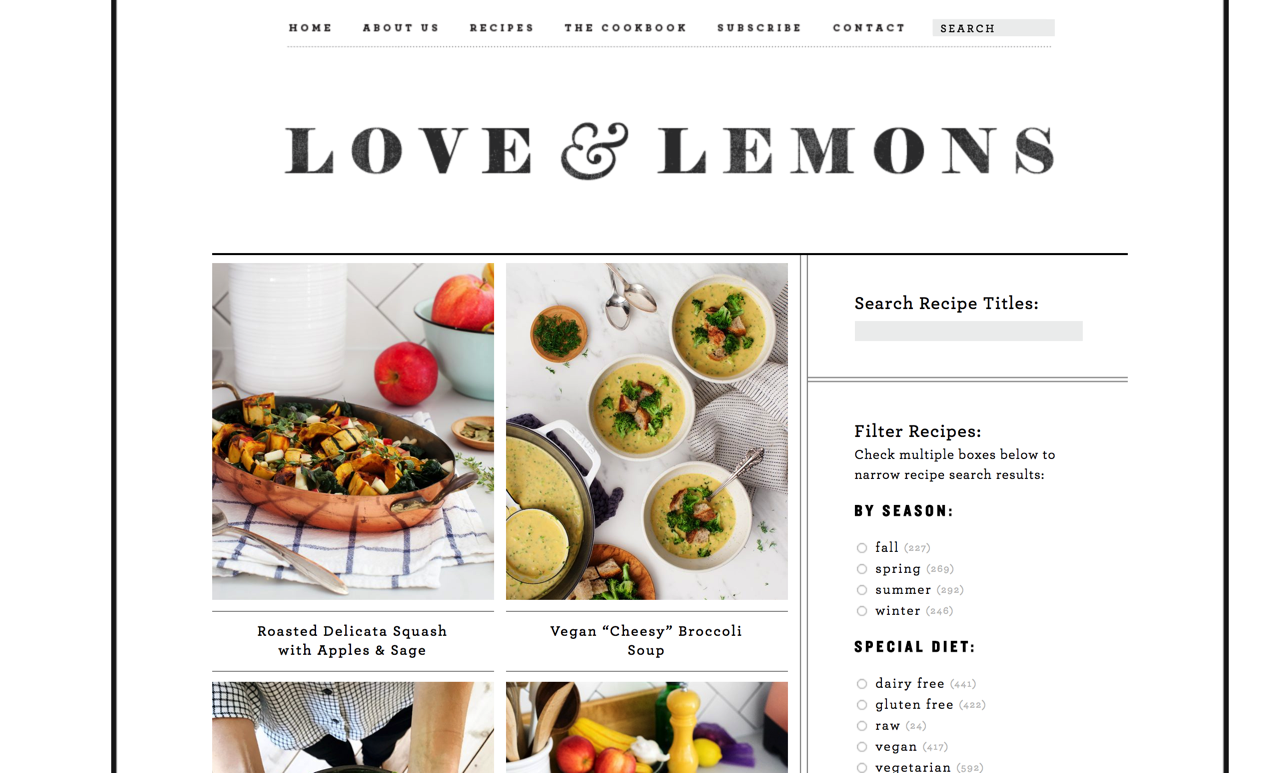 HOME ABOUT US RECIPES THE COOKBOOK SUBSCRIBE CONTACT SEARCH
LOVE & LEMONS
Roasted Delicata Squash
with Apples & Sage
Vegan “Cheesy” Broccoli
Soup
Search Recipe Titles:
Filter Recipes:
Check multiple boxes below to
narrow recipe search results:
BY SEASON:
fall (227)
spring (269)
summer (292)
winter (246)
SPECIAL DIET:
dairy free (441)
gluten free (422)
raw (24)
vegan (417)
vegetarian (592)